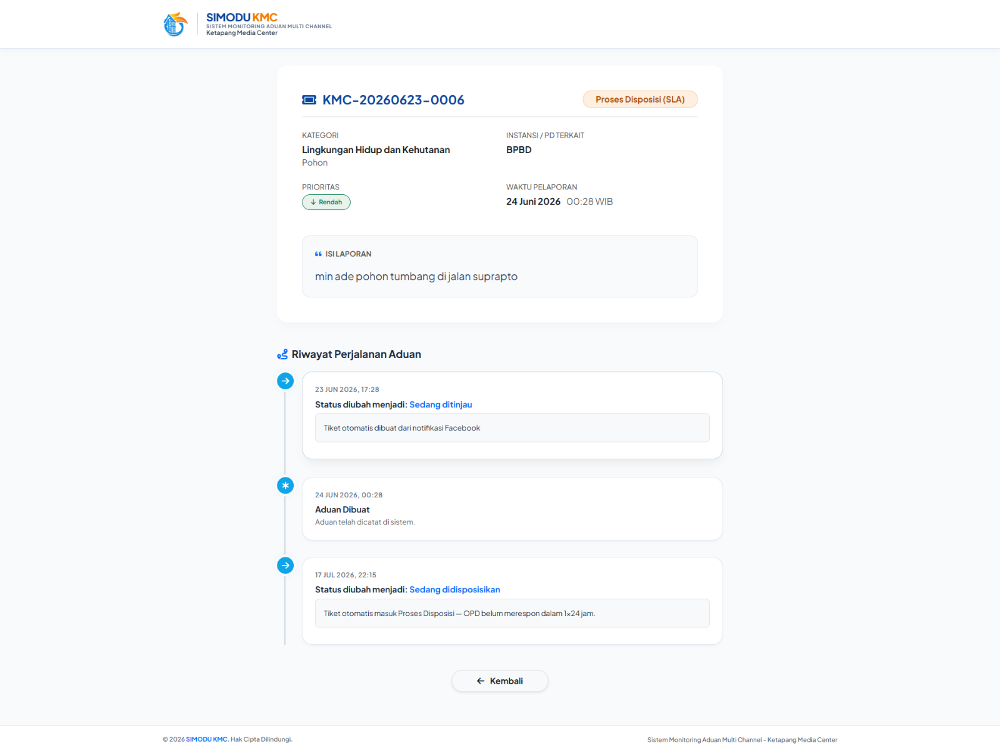 SIMODU KMC
SISTEM MONITORING ADUAN MULTI CHANNEL
Ketapang Media Center
KMC-20260623-0006
Proses Disposisi (SLA)
KATEGORI
Lingkungan Hidup dan Kehutanan
Pohon
INSTANSI / PD TERKAIT
BPBD
PRIORITAS
↓ Rendah
WAKTU PELAPORAN
24 Juni 2026 00:28 WIB
ISI LAPORAN
min ade pohon tumbang di jalan suprapto
Riwayat Perjalanan Aduan
23 JUN 2026, 17:28
Status diubah menjadi: Sedang ditinjau
Tiket otomatis dibuat dari notifikasi Facebook
24 JUN 2026, 00:28
Aduan Dibuat
Aduan telah dicatat di sistem.
17 JUL 2026, 22:15
Status diubah menjadi: Sedang didisposisikan
Tiket otomatis masuk Proses Disposisi — OPD belum merespon dalam 1×24 jam.
← Kembali
© 2026 SIMODU KMC. Hak Cipta Dilindungi.
Sistem Monitoring Aduan Multi Channel - Ketapang Media Center